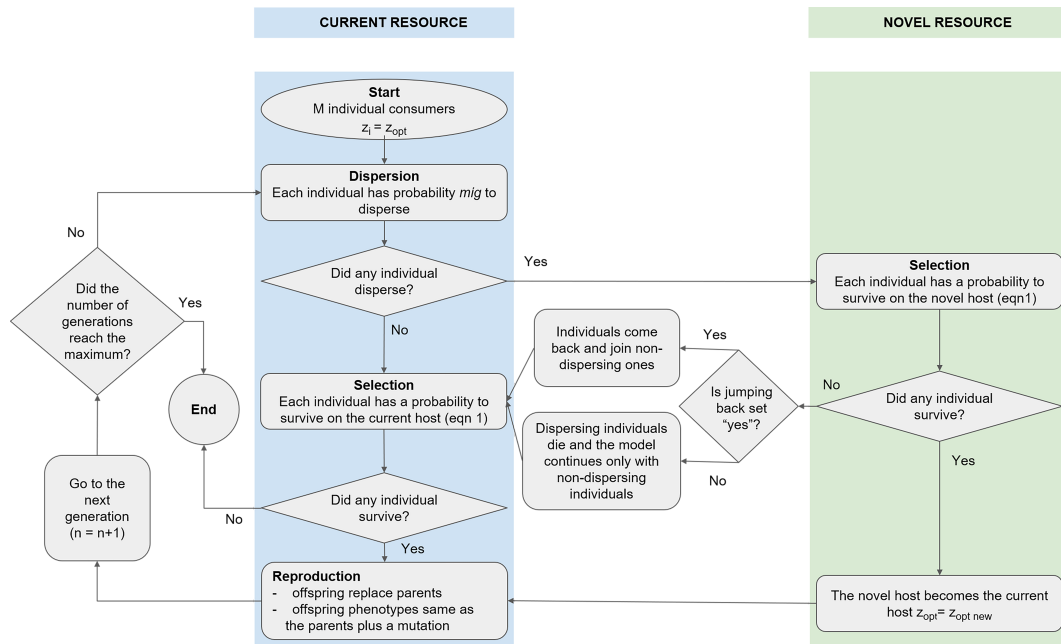 CURRENT RESOURCE
NOVEL RESOURCE
Start
M individual consumers
zi = zopt
Dispersion
Each individual has probability mig to
disperse
No
Did any individual
disperse?
Yes
Selection
Each individual has a probability to
survive on the novel host (eqn1)
Did the
number of
generations
reach the
maximum?
Yes
No
Individuals come
back and join non-
dispersing ones
Yes
Is jumping
back set
“yes”?
No
Did any individual
survive?
End
Selection
Each individual has a probability to
survive on the current host (eqn 1)
Dispersing individuals
die and the model
continues only with
non-dispersing
individuals
No
Yes
Go to the
next
generation
(n = n+1)
Did any individual
survive?
No
Yes
Reproduction
- offspring replace parents
- offspring phenotypes same as
the parents plus a mutation
The novel host becomes the current
host zopt= zopt new